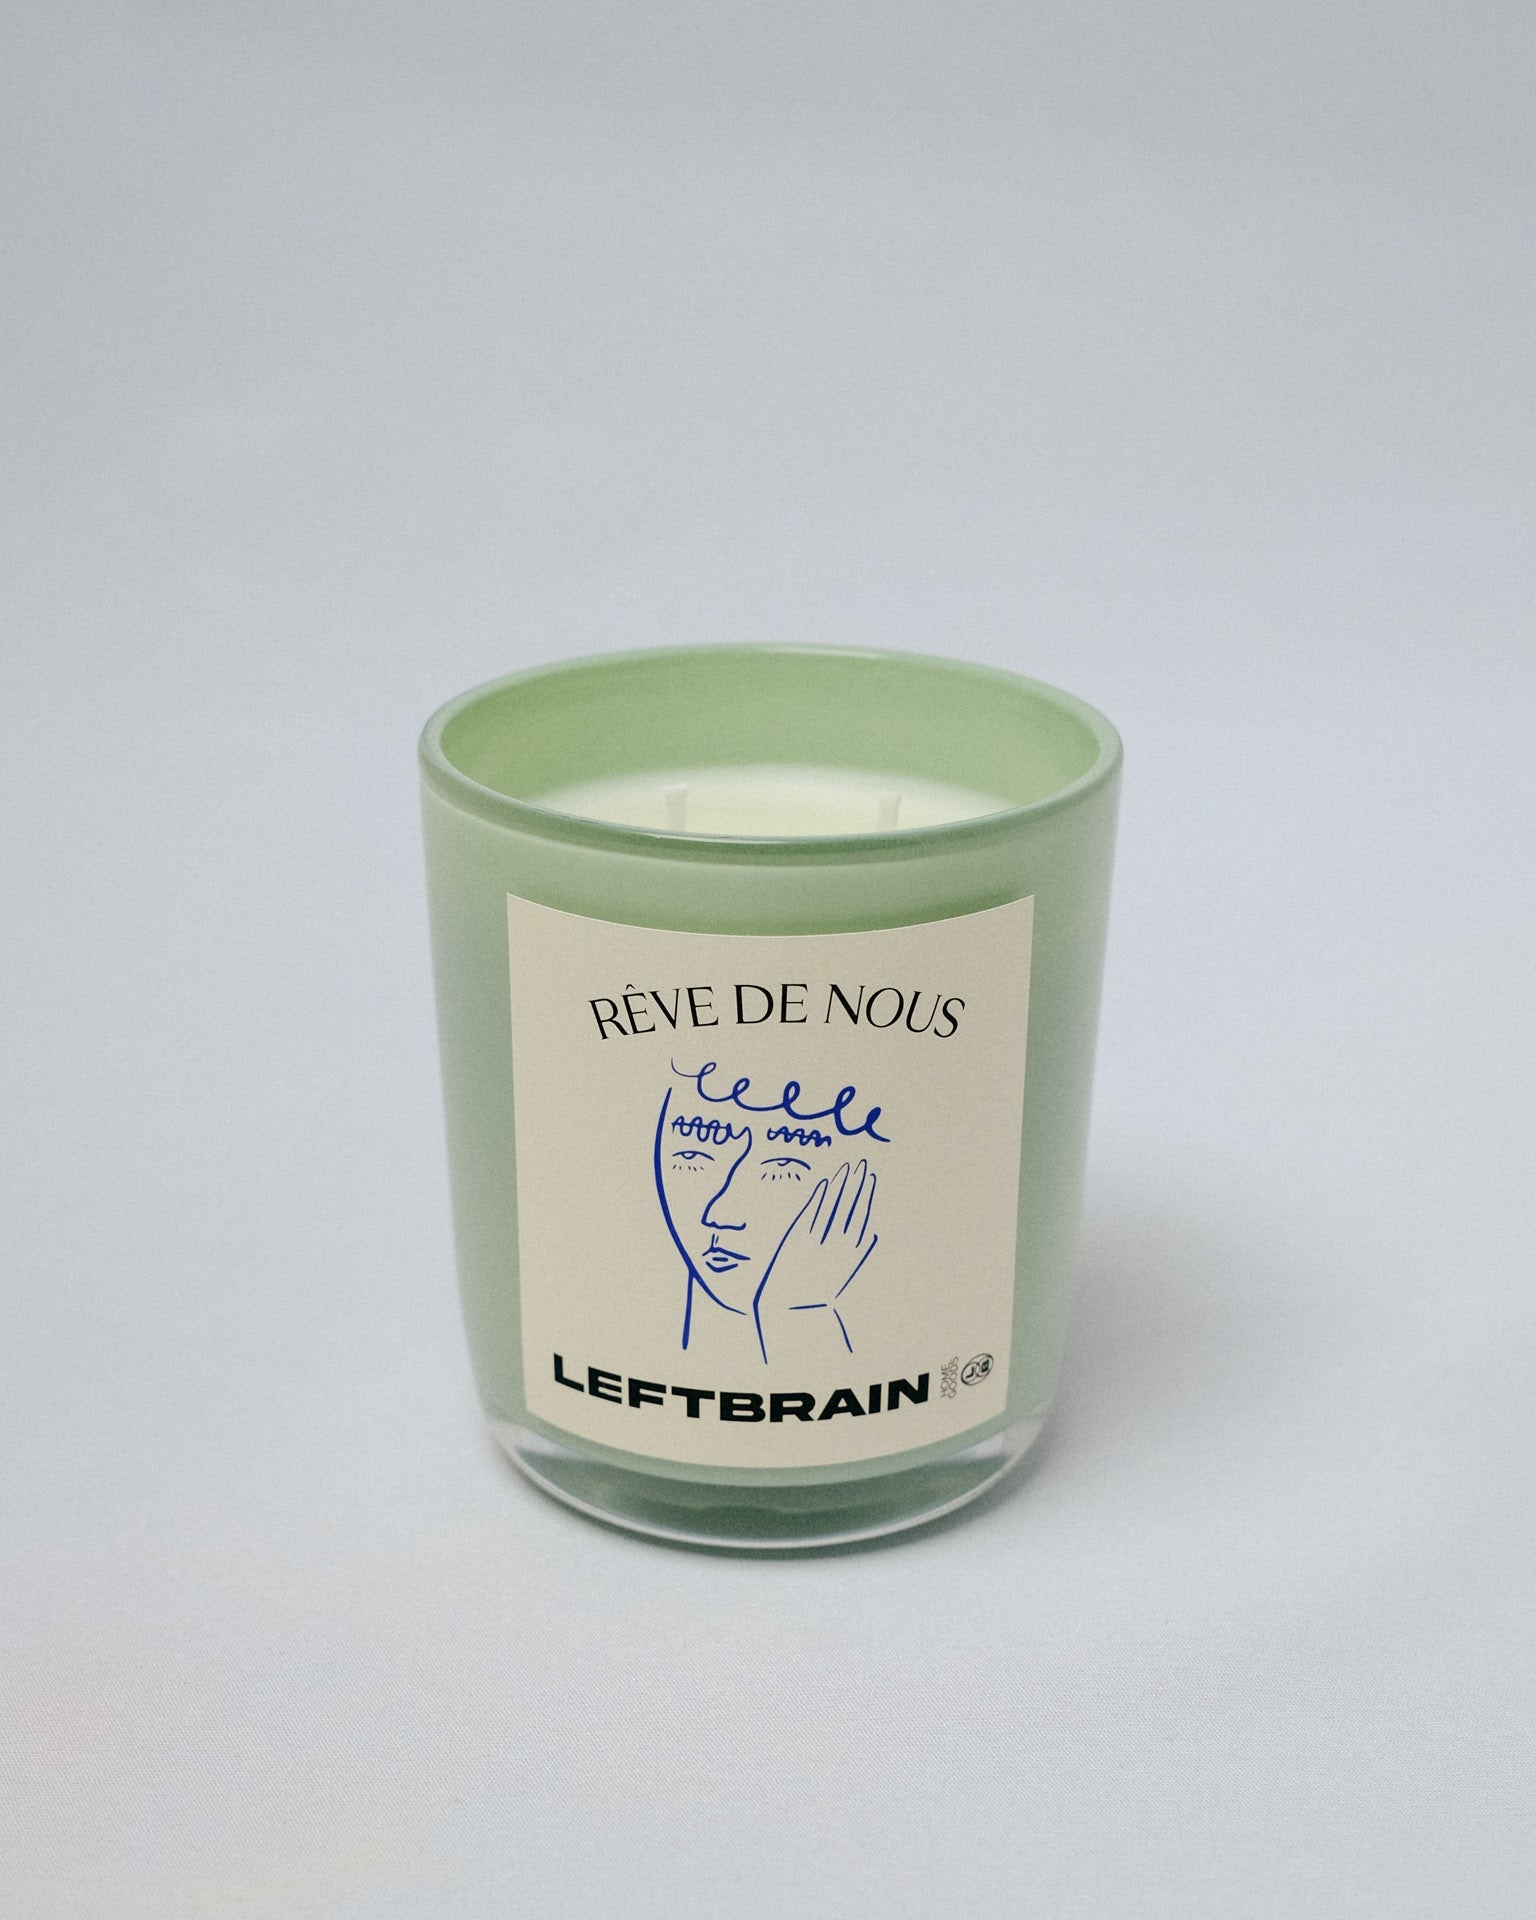 RÊVE DE NOUS
LEFTBRAIN
HOME
GOODS